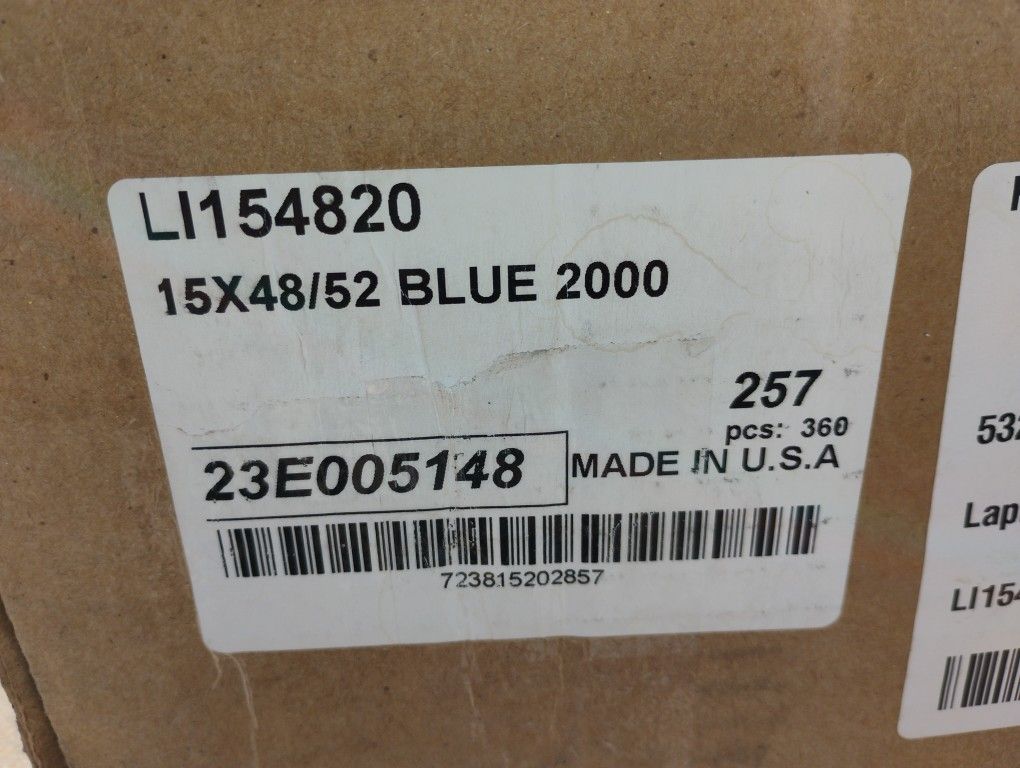 LI154820
15X48/52 BLUE 2000
257
pcs: 360
23E005148
MADE IN U.S.A
723815202857
532
Lap
LI154